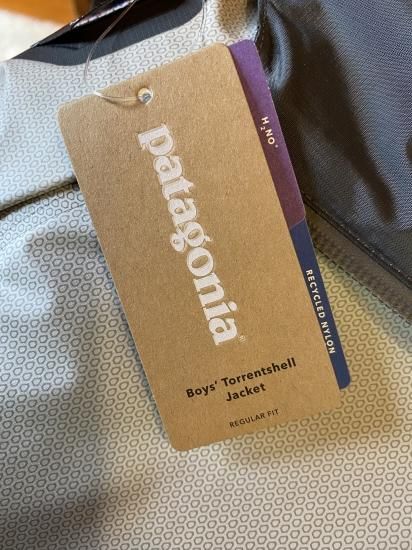 patagonia®
Boys' Torrentshell
Jacket
REGULAR FIT
H₂NO®
RECYCLED NYLON